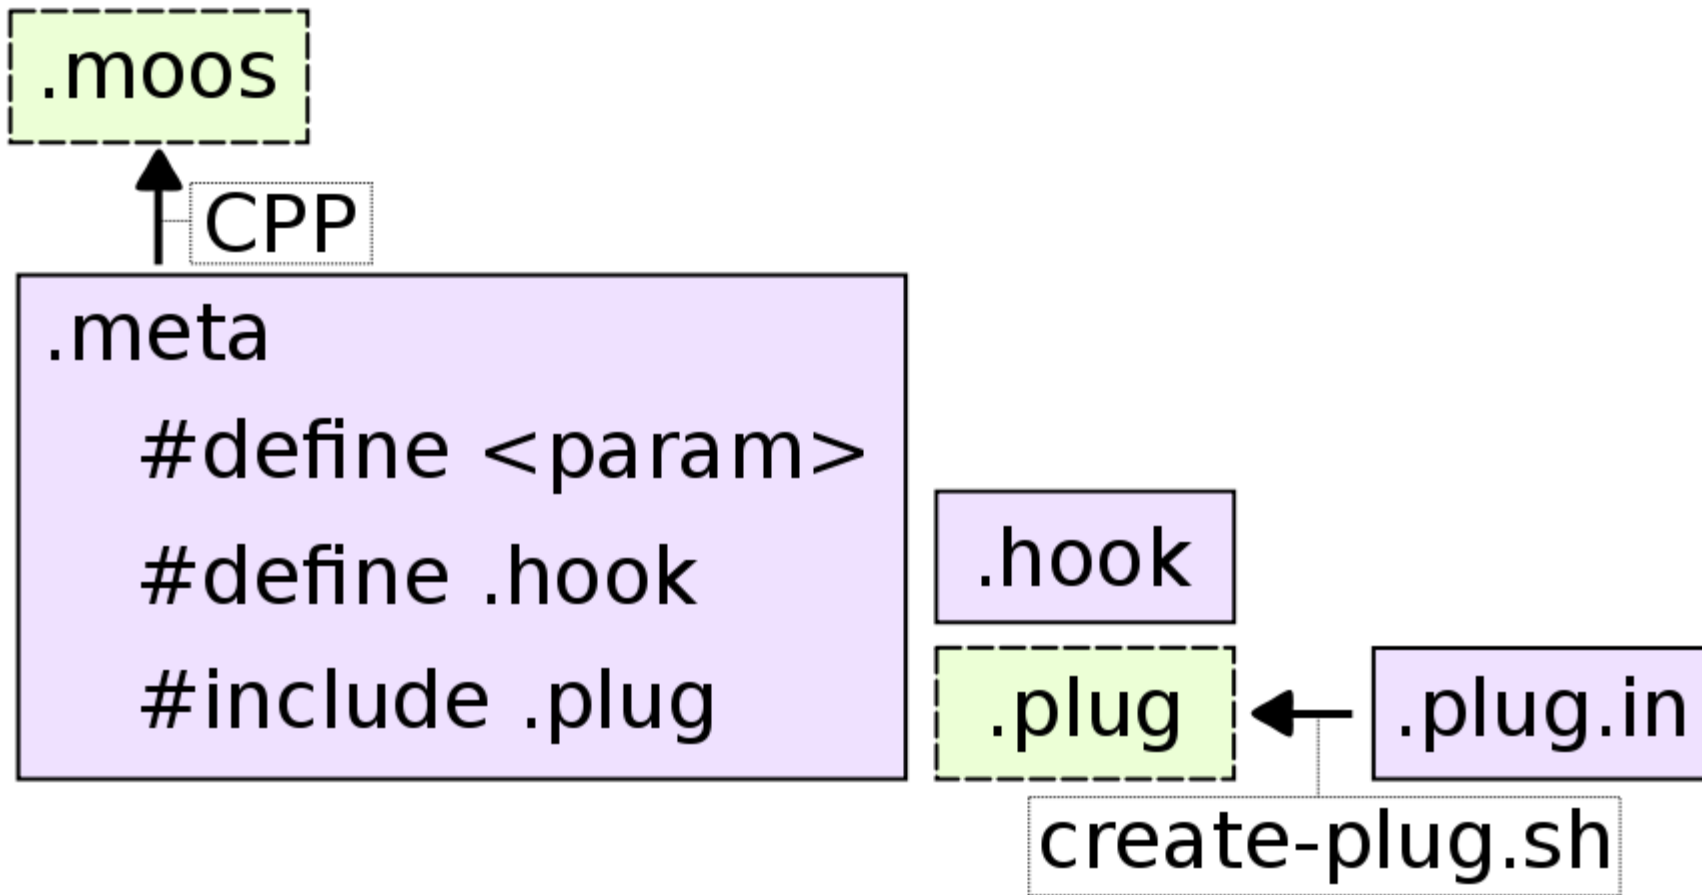 .moos
CPP
.meta
#define <param>
#define .hook
#include .plug
.hook
.plug
.plug.in
create-plug.sh